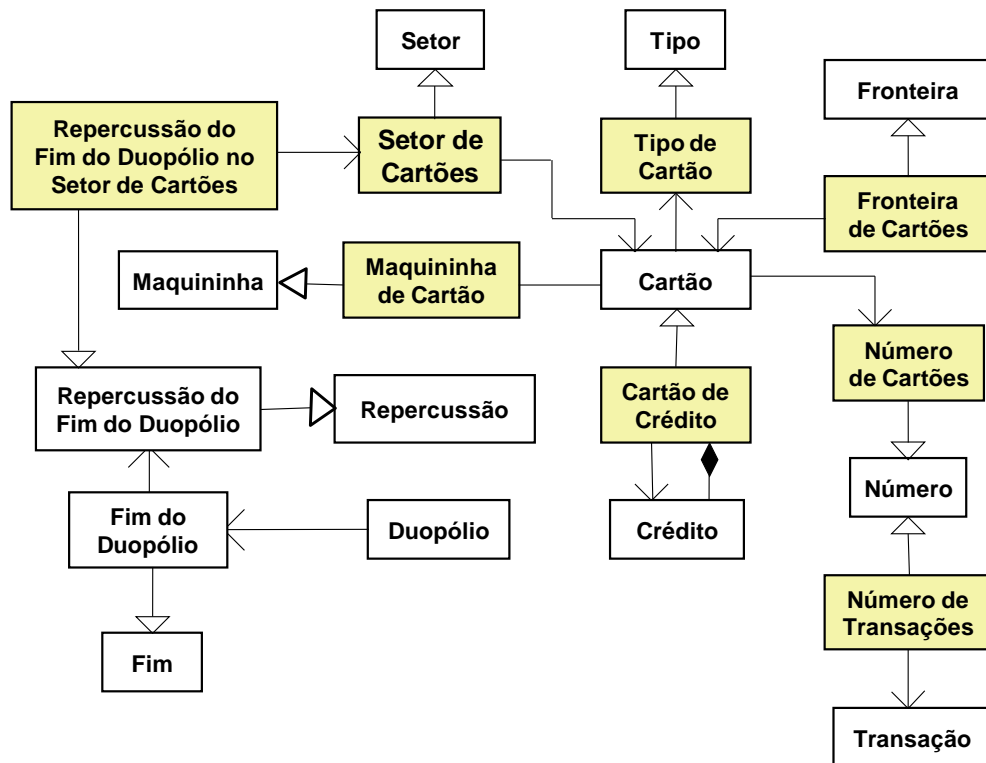 Setor
Tipo
Fronteira
Repercussão do
Fim do Duopólio no
Setor de Cartões
Setor de
Cartões
Tipo de
Cartão
Fronteira
de Cartões
Maquininha
Maquininha
de Cartão
Cartão
Número
de Cartões
Repercussão do
Fim do Duopólio
Repercussão
Cartão de
Crédito
Número
Fim do
Duopólio
Duopólio
Crédito
Número de
Transações
Fim
Transação